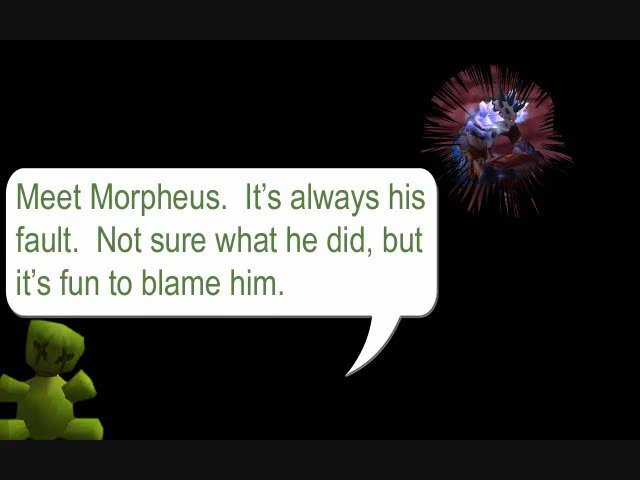 Meet Morpheus.  It’s always his
fault.  Not sure what he did, but
it’s fun to blame him.